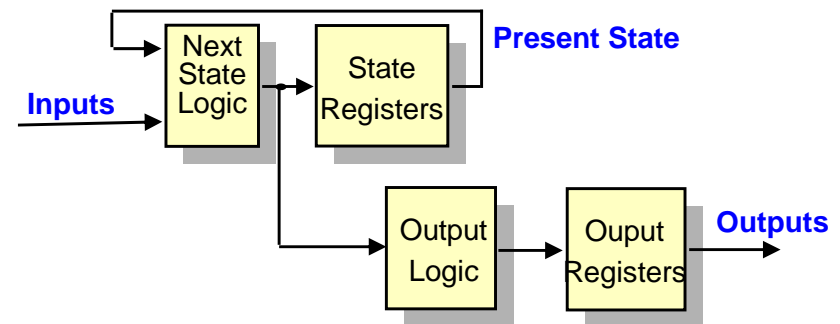 Present State
Next
State
Logic
State
Registers
Inputs
Output
Logic
Ouput
Registers
Outputs